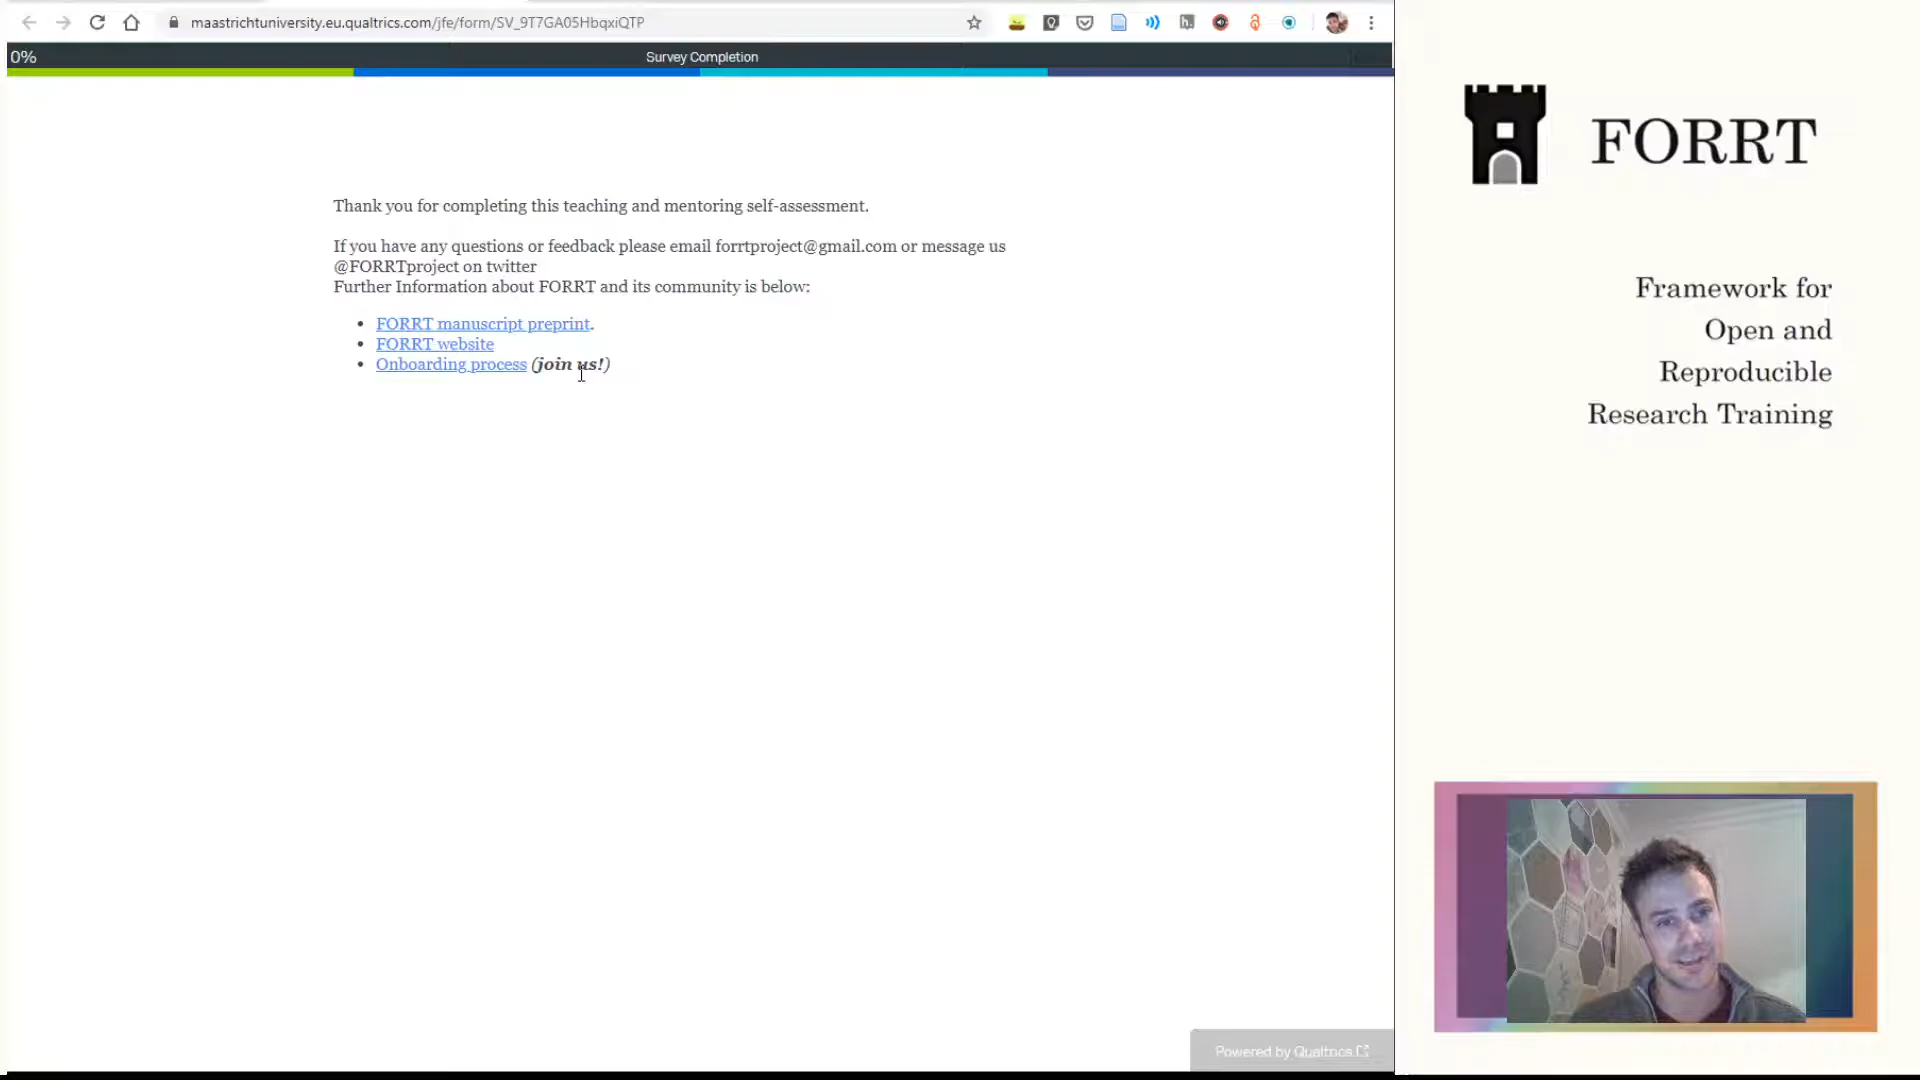 maastrichtuniversity.eu.qualtrics.com/jfe/form/SV_9T7GA05HbqxiQTP
0%
Survey Completion
Thank you for completing this teaching and mentoring self-assessment.
If you have any questions or feedback please email forrtproject@gmail.com or message us
@FORRTproject on twitter
Further Information about FORRT and its community is below:
• FORRT manuscript preprint.
• FORRT website
• Onboarding process (join us!)
Powered by Qualtrics
FORRT
Framework for
Open and
Reproducible
Research Training